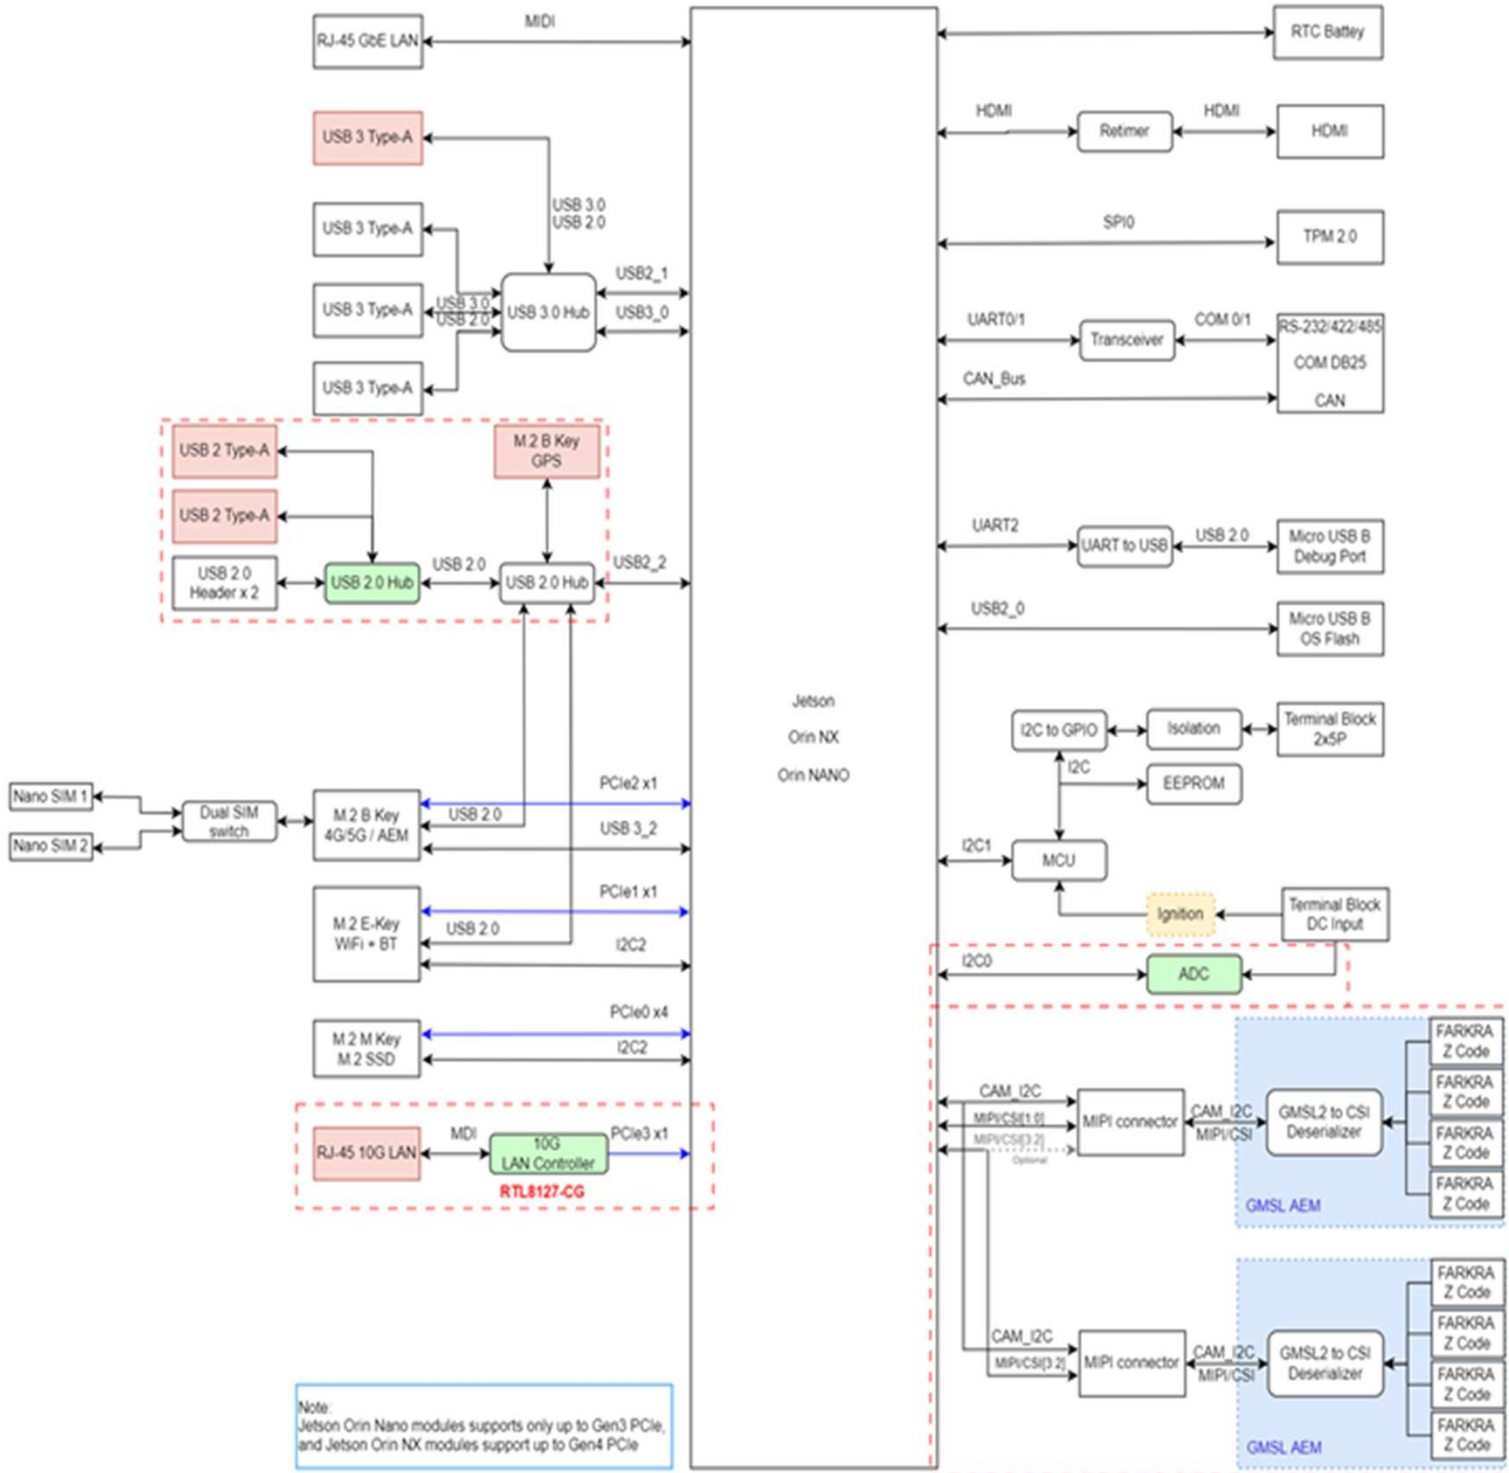 MIDI
RJ-45 GbE LAN
USB 3 Type-A
USB 3.0
USB 2.0
USB 3 Type-A
USB 3 Type-A
USB 3.0
USB 2.0
USB 3 Type-A
USB 3.0 Hub
USB2_1
USB3_0
USB 2 Type-A
USB 2 Type-A
USB 2.0
Header x 2
USB 2.0 Hub
USB 2.0
M.2 B Key
GPS
USB 2.0 Hub
USB2_2
Nano SIM 1
Nano SIM 2
Dual SIM
switch
M.2 B Key
4G/5G / AEM
PCIe2 x1
USB 2.0
USB 3_2
M.2 E-Key
WiFi + BT
PCIe1 x1
USB 2.0
I2C2
M.2 M Key
M.2 SSD
PCIe0 x4
I2C2
RJ-45 10G LAN
MDI
10G
LAN Controller
PCIe3 x1
RTL8127-CG
Note:
Jetson Orin Nano modules supports only up to Gen3 PCIe,
and Jetson Orin NX modules support up to Gen4 PCIe
Jetson
Orin NX
Orin NANO
RTC Battey
HDMI
Retimer
HDMI
HDMI
SPI0
TPM 2.0
UART0/1
Transceiver
COM 0/1
RS-232/422/485
COM DB25
CAN
CAN_Bus
UART2
UART to USB
USB 2.0
Micro USB B
Debug Port
USB2_0
Micro USB B
OS Flash
I2C to GPIO
Isolation
Terminal Block
2x5P
I2C
EEPROM
I2C1
MCU
Ignition
Terminal Block
DC Input
I2C0
ADC
CAM_I2C
MIPI/CSI[1:0]
MIPI/CSI[3:2]
Optional
MIPI connector
CAM_I2C
MIPI/CSI
GMSL2 to CSI
Deserializer
GMSL AEM
FARKRA
Z Code
FARKRA
Z Code
FARKRA
Z Code
FARKRA
Z Code
CAM_I2C
MIPI/CSI[3:2]
MIPI connector
CAM_I2C
MIPI/CSI
GMSL2 to CSI
Deserializer
GMSL AEM
FARKRA
Z Code
FARKRA
Z Code
FARKRA
Z Code
FARKRA
Z Code